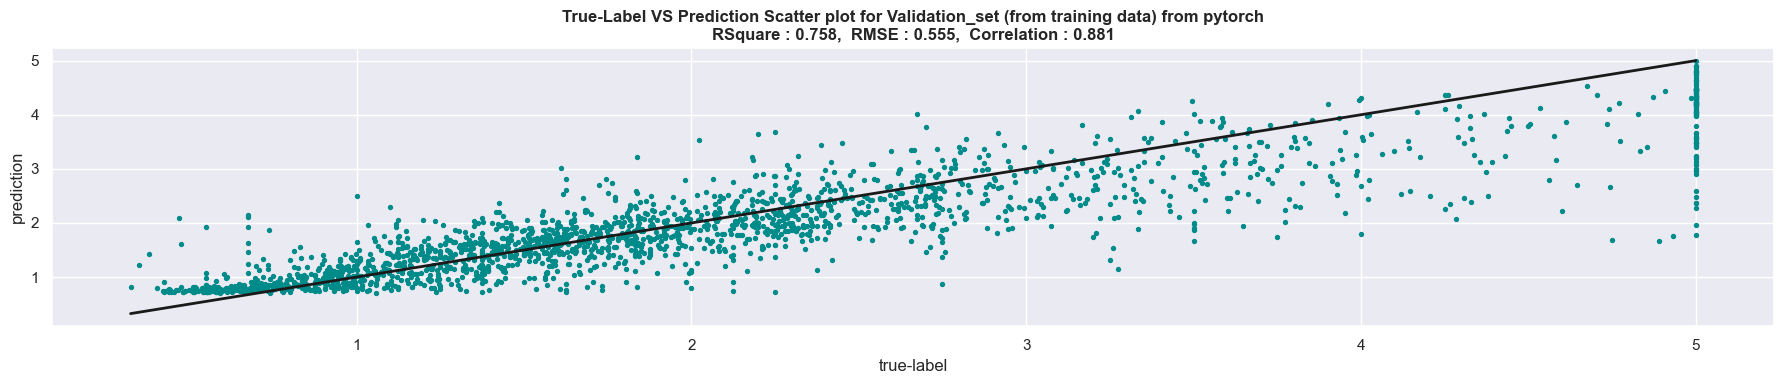 True-Label VS Prediction Scatter plot for Validation_set (from training data) from pytorch
RSquare : 0.758,  RMSE : 0.555,  Correlation : 0.881
prediction
5
4
3
2
1
1 2 3 4 5
true-label